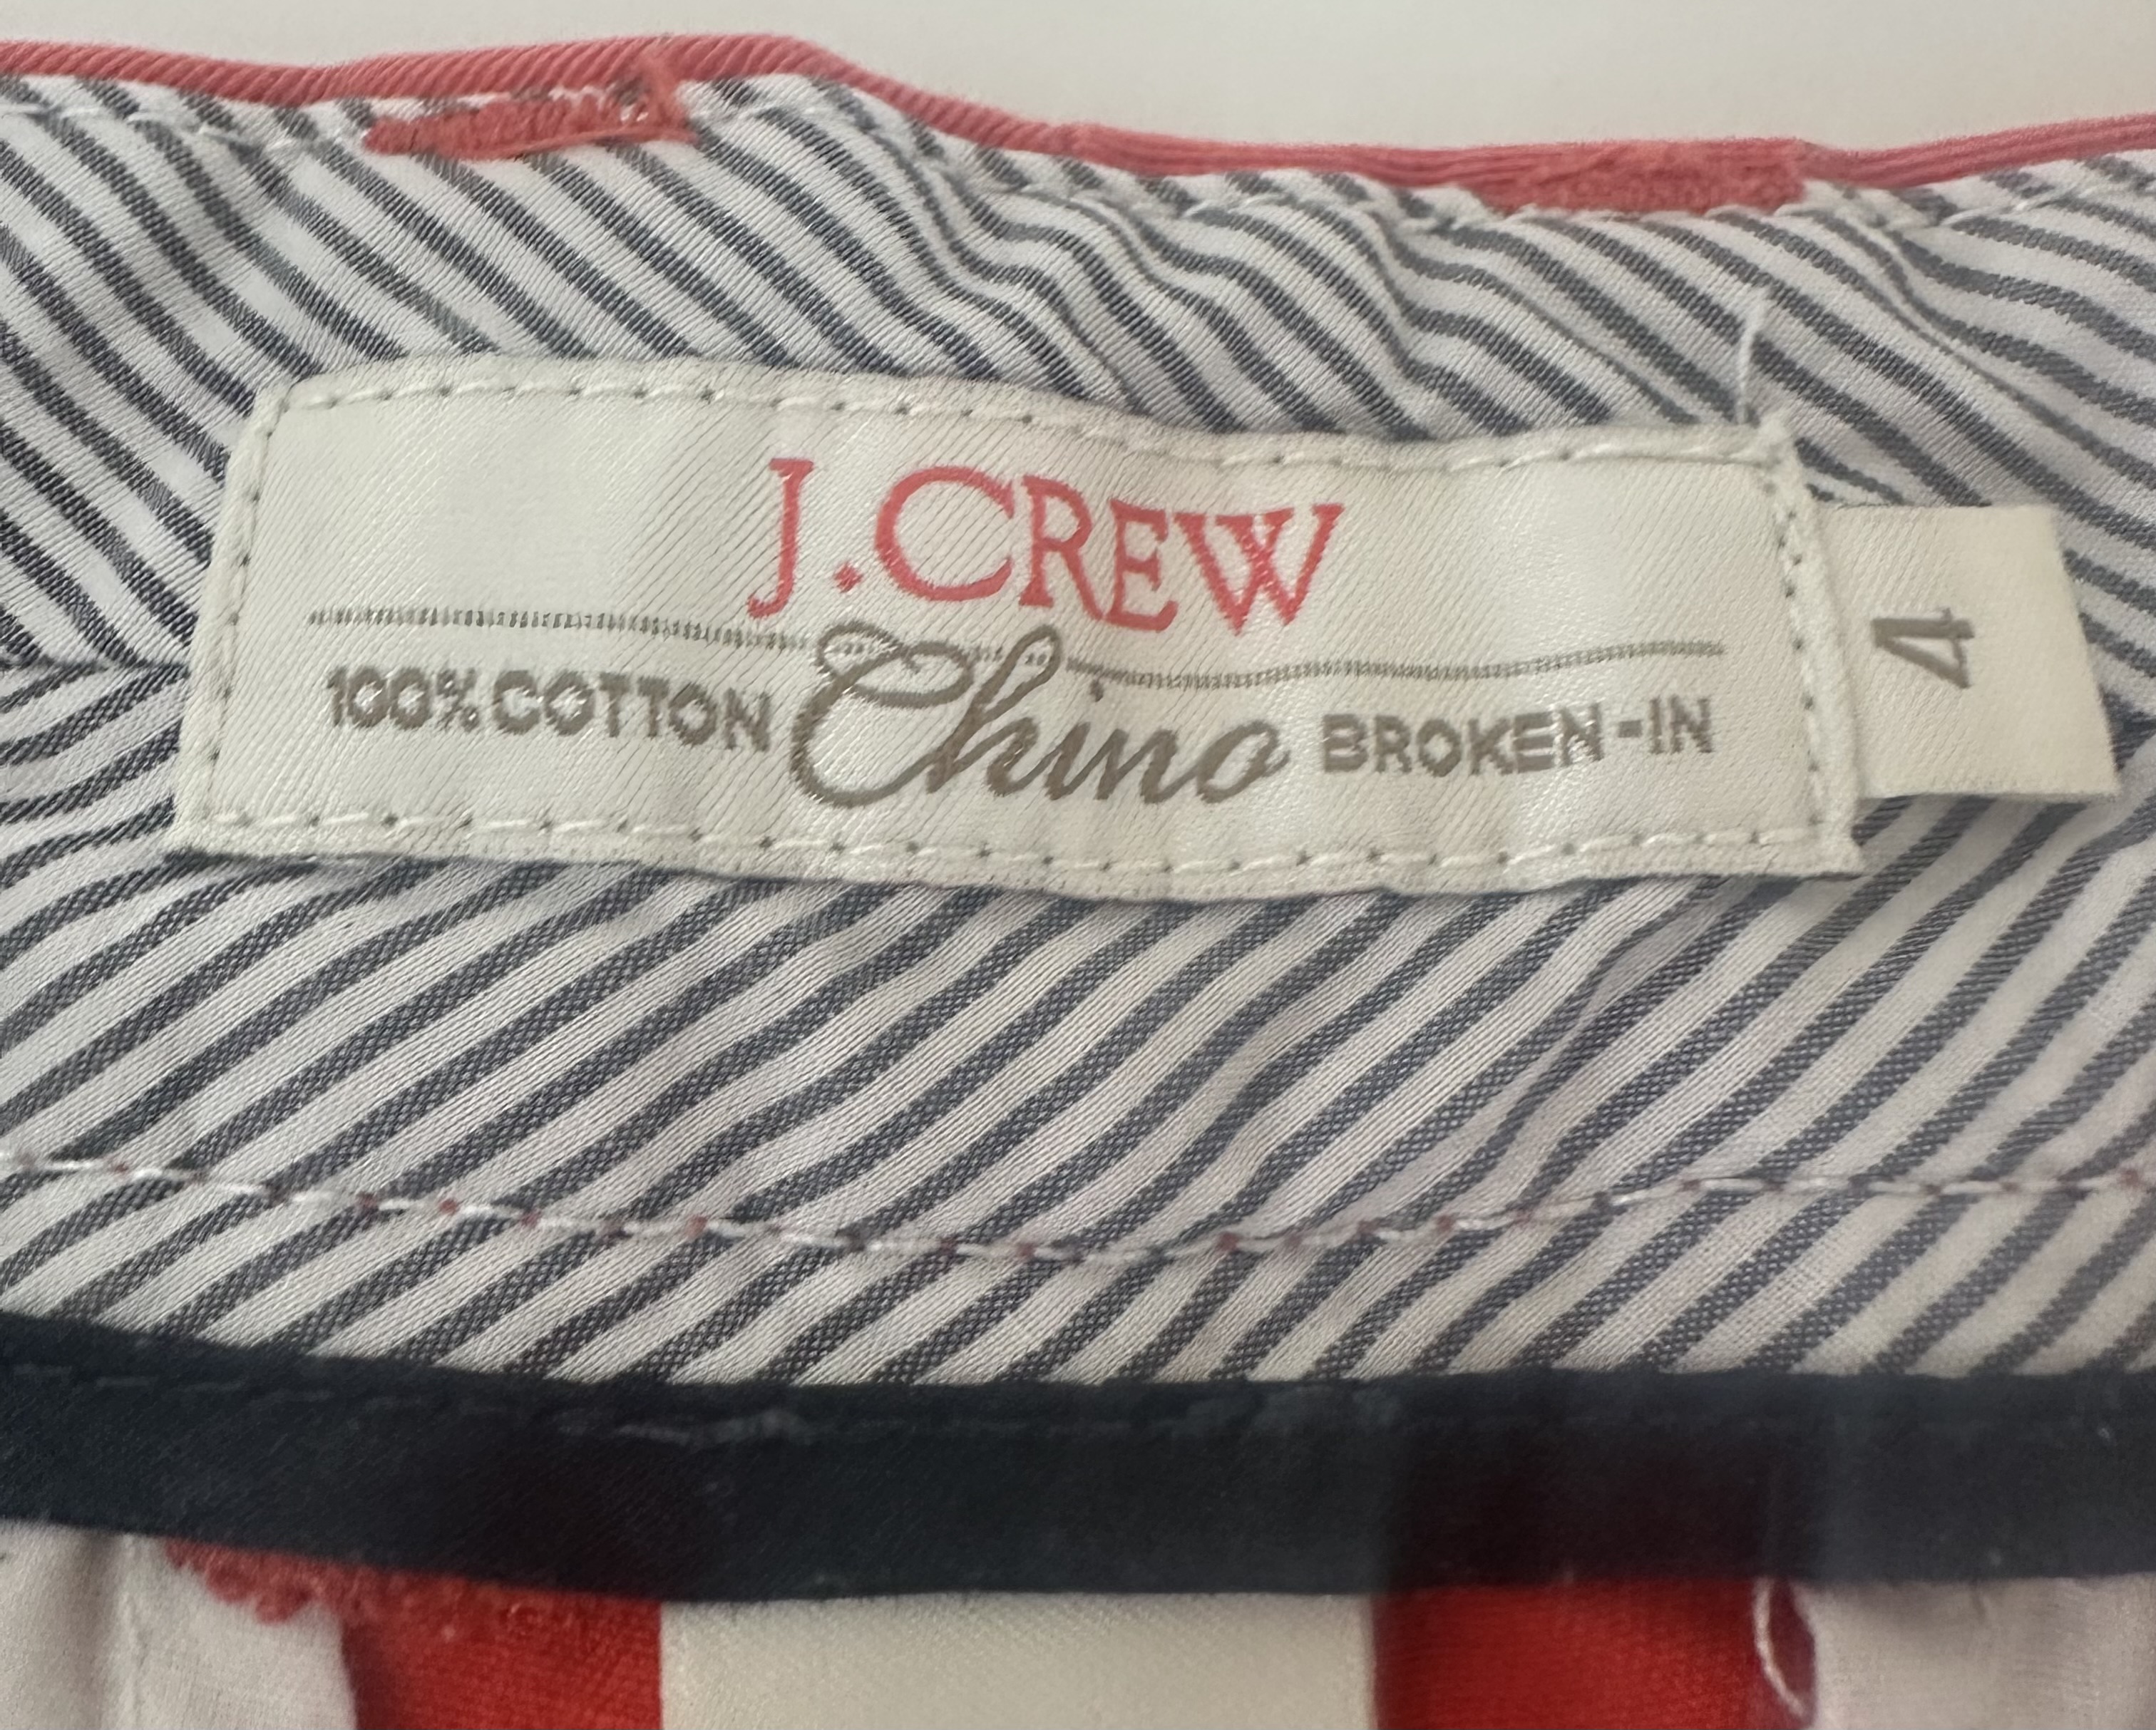 J.CREW
100% COTTON Chino BROKEN-IN
4